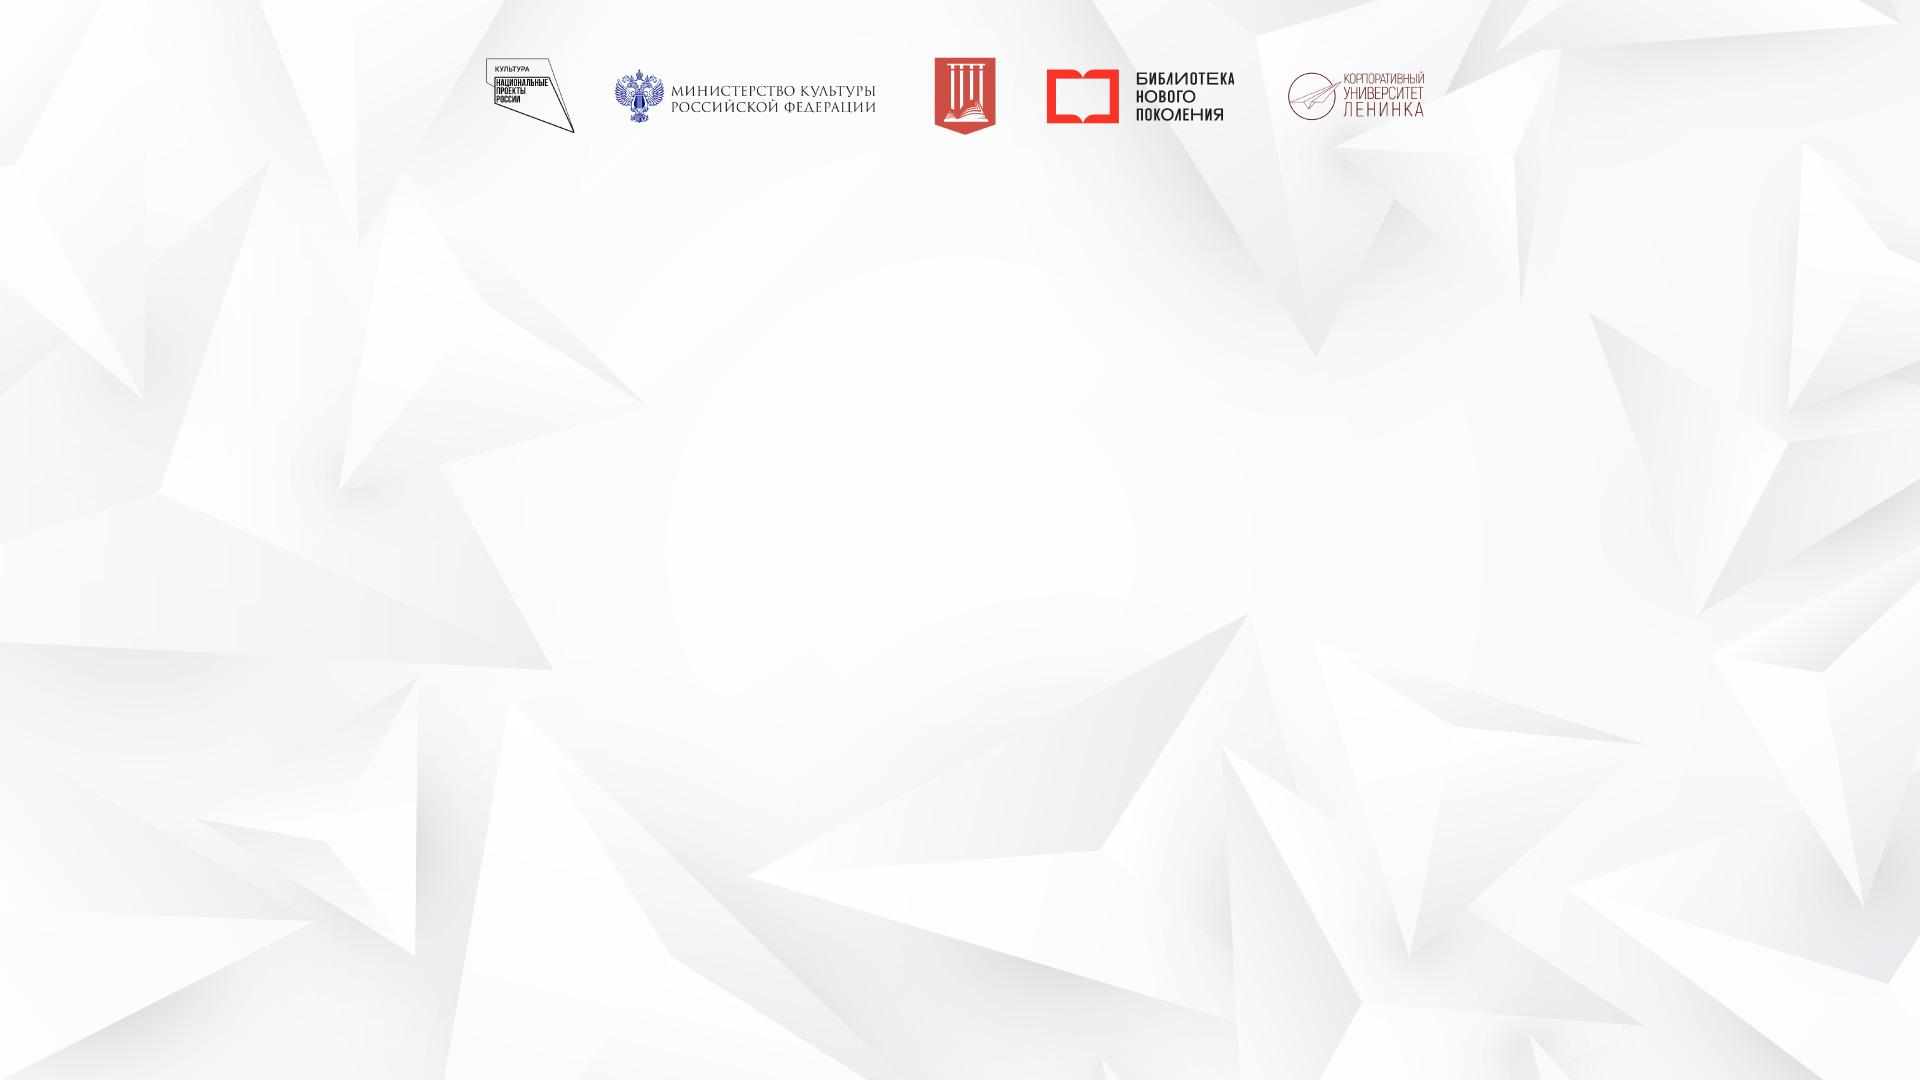 КУЛЬТУРА
НАЦИОНАЛЬНЫЕ
ПРОЕКТЫ
РОССИИ
МИНИСТЕРСТВО КУЛЬТУРЫ
РОССИЙСКОЙ ФЕДЕРАЦИИ
БИБЛИОТЕКА
НОВОГО
ПОКОЛЕНИЯ
КОРПОРАТИВНЫЙ
УНИВЕРСИТЕТ
ЛЕНИНКА